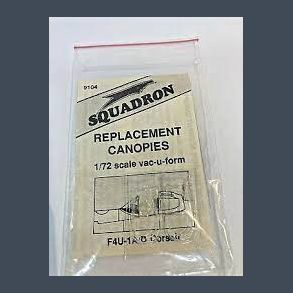 9104
SQUADRON
REPLACEMENT
CANOPIES
1/72 scale vac-u-form
F4U-1A/D Corsair